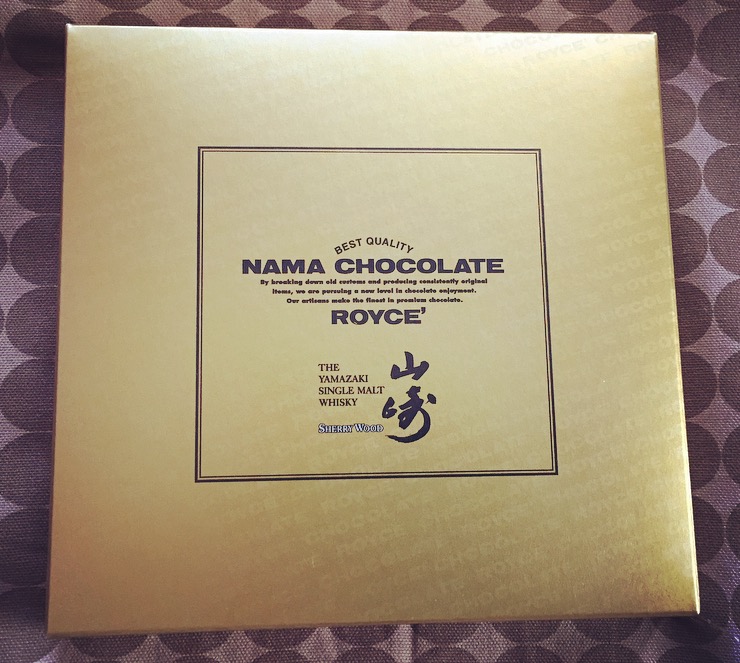 BEST QUALITY
NAMA CHOCOLATE
By breaking down old customs and producing consistently original
items, we are pursuing a new level in chocolate enjoyment.
Our artisans make the finest in premium chocolate.
ROYCE'
THE
YAMAZAKI
SINGLE MALT
WHISKY
山崎
SHERRY WOOD